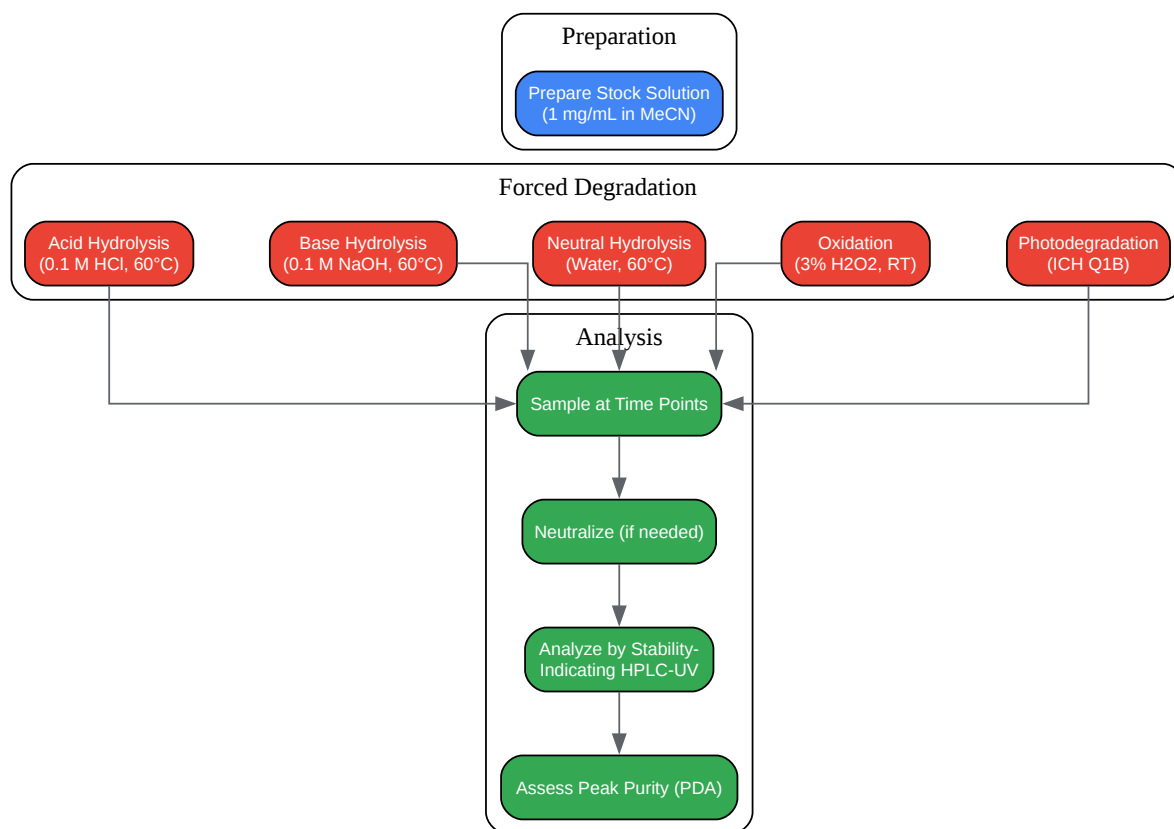 Preparation
Prepare Stock Solution
(1 mg/mL in MeCN)
Forced Degradation
Acid Hydrolysis
(0.1 M HCl, 60°C)
Base Hydrolysis
(0.1 M NaOH, 60°C)
Neutral Hydrolysis
(Water, 60°C)
Oxidation
(3% H2O2, RT)
Photodegradation
(ICH Q1B)
Analysis
Sample at Time Points
Neutralize (if needed)
Analyze by Stability-
Indicating HPLC-UV
Assess Peak Purity (PDA)